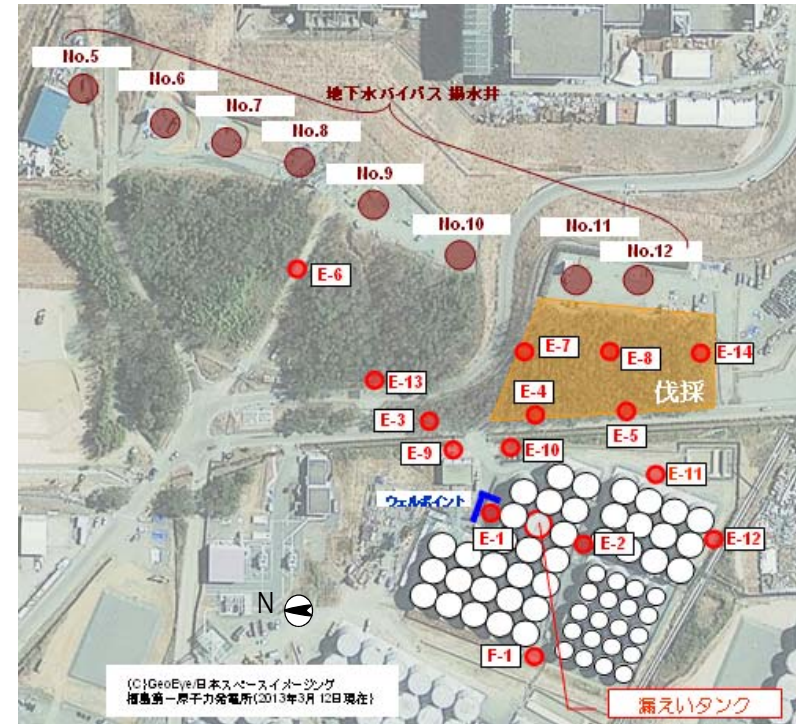 No.5
No.6
No.7
No.8
地下水バイパス 揚水井
No.9
No.10
No.11
No.12
E-6
E-7
E-8
E-14
E-13
伐採
E-4
E-3
E-5
E-9
E-10
E-11
ウェルポイント
E-1
E-2
E-12
N
F-1
(C)GeoEye/日本スペースイメージング
福島第一原子力発電所(2013年3月12日現在)
漏えいタンク